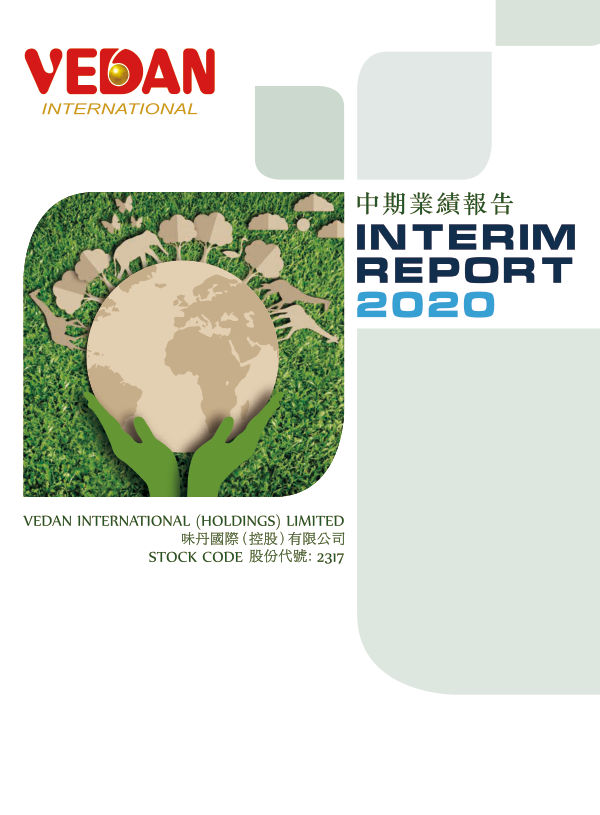 VEDAN
INTERNATIONAL
中期業績報告
INTERIM
REPORT
2020
VEDAN INTERNATIONAL (HOLDINGS) LIMITED
味丹國際（控股）有限公司
STOCK CODE 股份代號: 2317